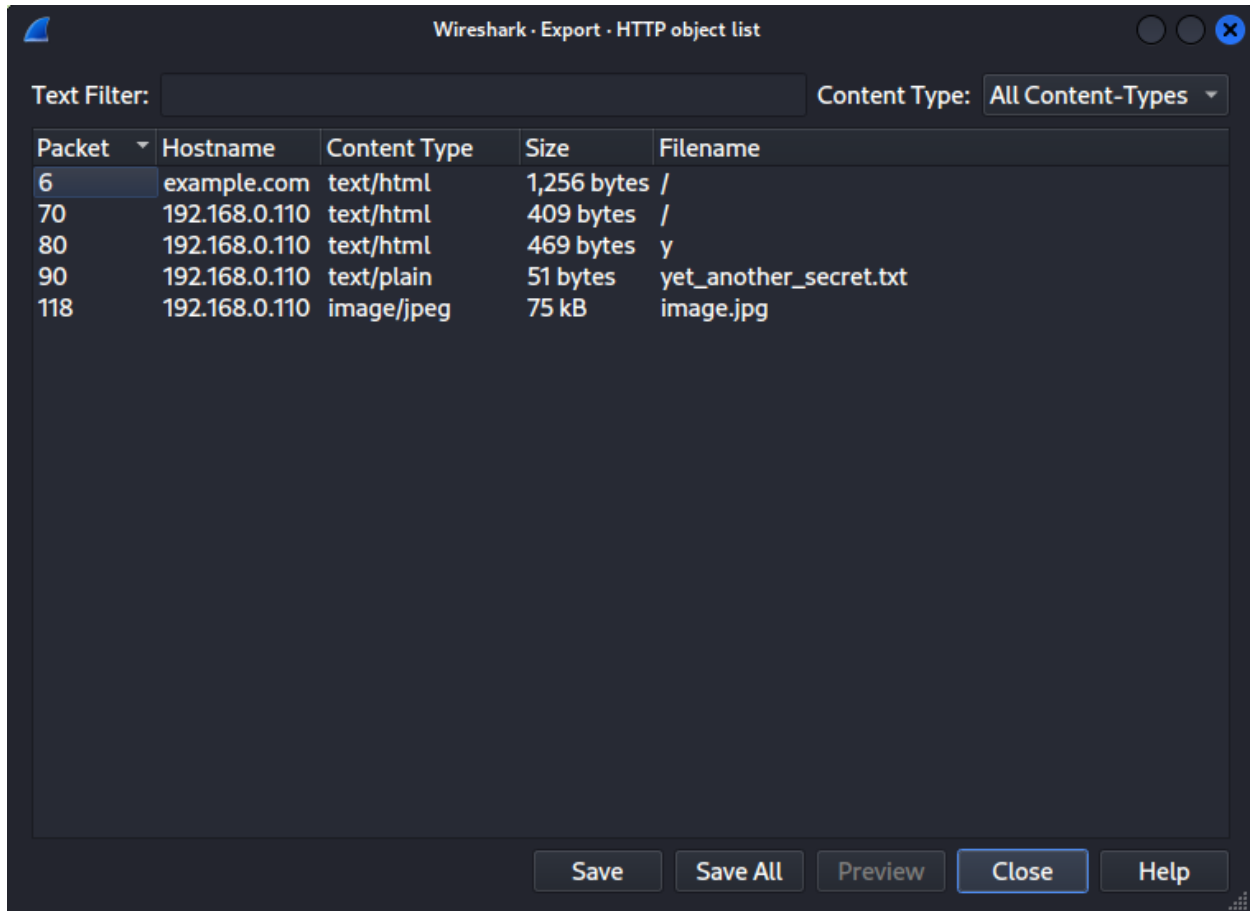 Wireshark · Export · HTTP object list
Text Filter: Content Type: All Content-Types
Packet Hostname Content Type Size Filename
6 example.com text/html 1,256 bytes /
70 192.168.0.110 text/html 409 bytes /
80 192.168.0.110 text/html 469 bytes y
90 192.168.0.110 text/plain 51 bytes yet_another_secret.txt
118 192.168.0.110 image/jpeg 75 kB image.jpg
Save Save All Preview Close Help